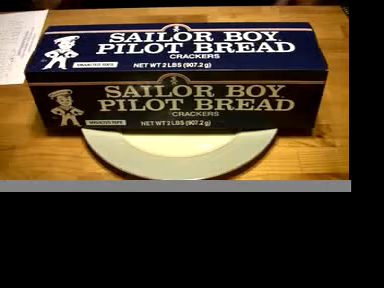 SAILOR BOY
PILOT BREAD
CRACKERS
NET WT 2 LBS (907.2 g)
SAILOR BOY
PILOT BREAD
CRACKERS
NET WT 2 LBS (907.2 g)